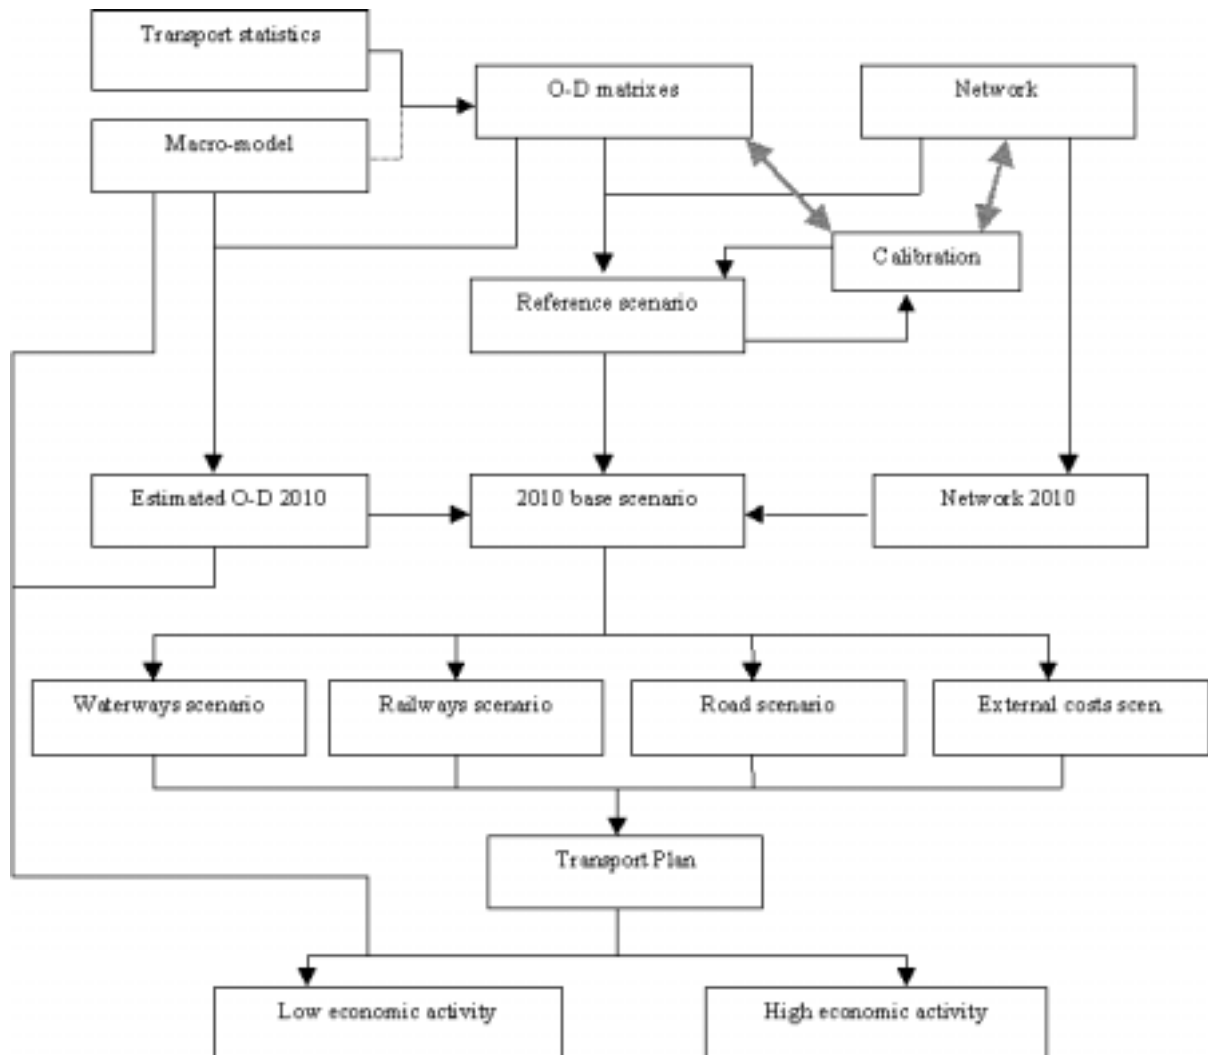 Transport statistics
O-D matrixes
Network
Macro-model
Calibration
Reference scenario
Estimated O-D 2010
2010 base scenario
Network 2010
Waterways scenario
Railways scenario
Road scenario
External costs scen.
Transport Plan
Low economic activity
High economic activity